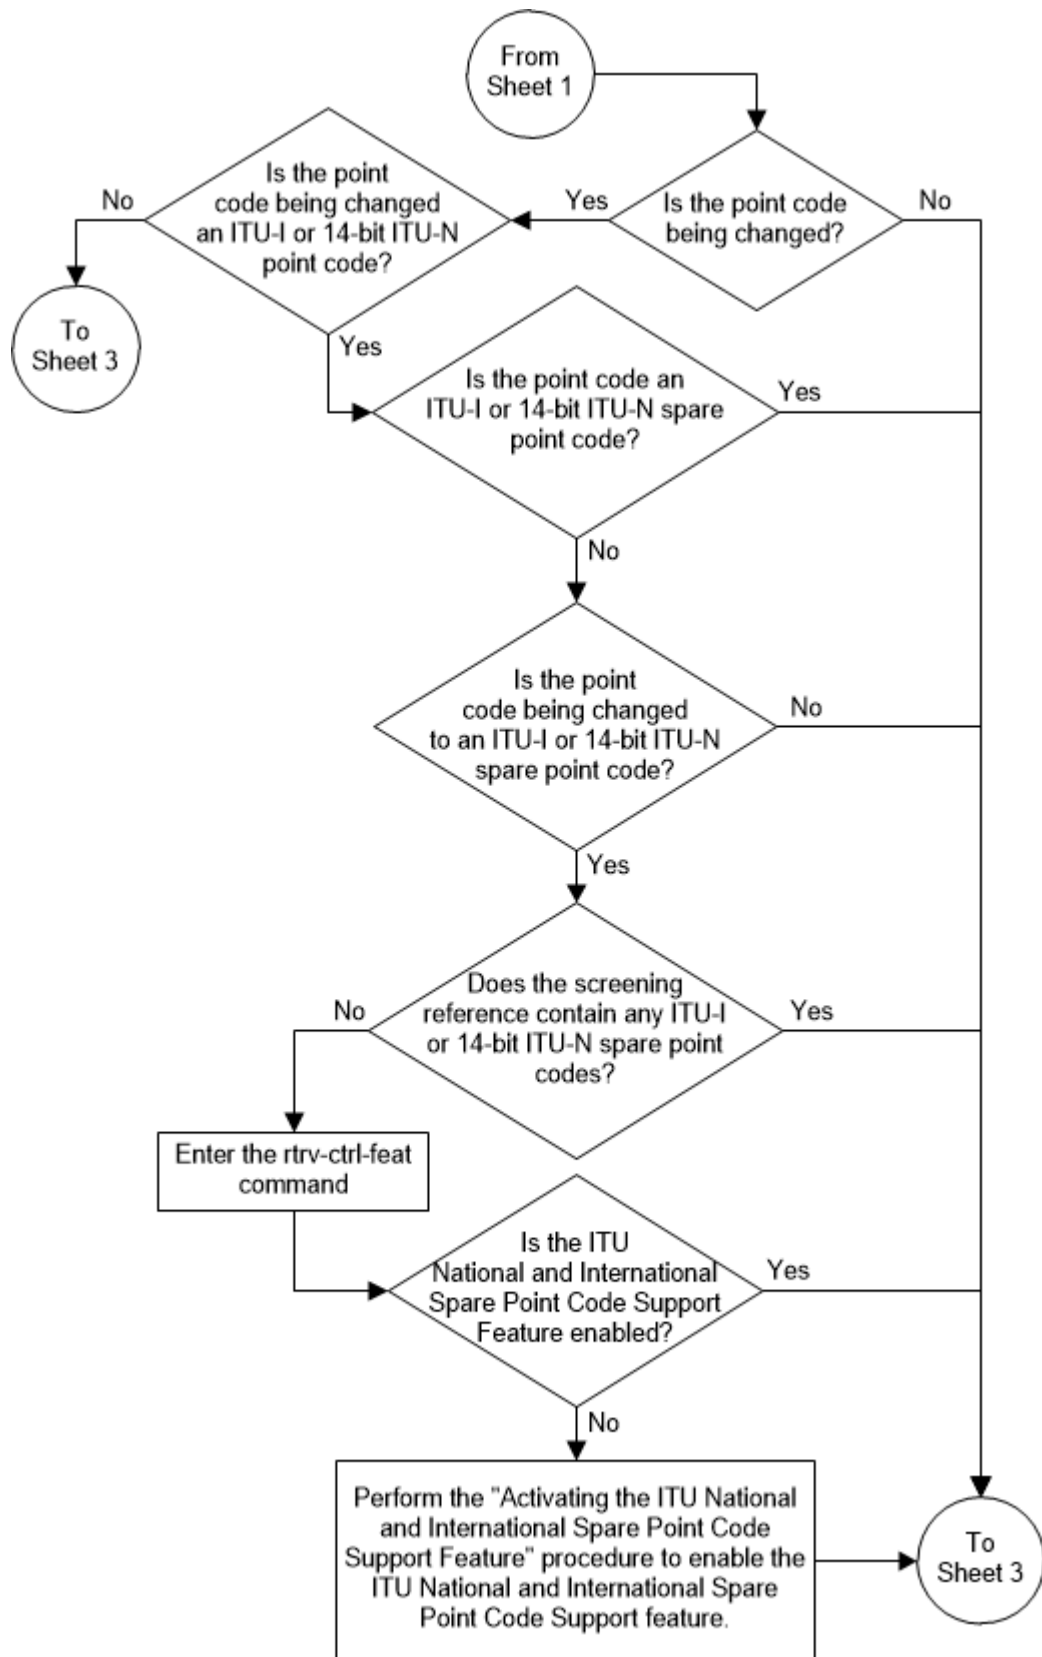 From
Sheet 1
Is the point code
being changed?
Yes
No
Is the point
code being changed
an ITU-I or 14-bit ITU-N
point code?
No
Yes
To
Sheet 3
Is the point code an
ITU-I or 14-bit ITU-N spare
point code?
Yes
No
Is the point
code being changed
to an ITU-I or 14-bit ITU-N
spare point code?
No
Yes
Does the screening
reference contain any ITU-I
or 14-bit ITU-N spare point
codes?
No
Yes
Enter the rtrv-ctrl-feat
command
Is the ITU
National and International
Spare Point Code Support
Feature enabled?
Yes
No
Perform the "Activating the ITU National
and International Spare Point Code
Support Feature" procedure to enable the
ITU National and International Spare
Point Code Support feature.
To
Sheet 3